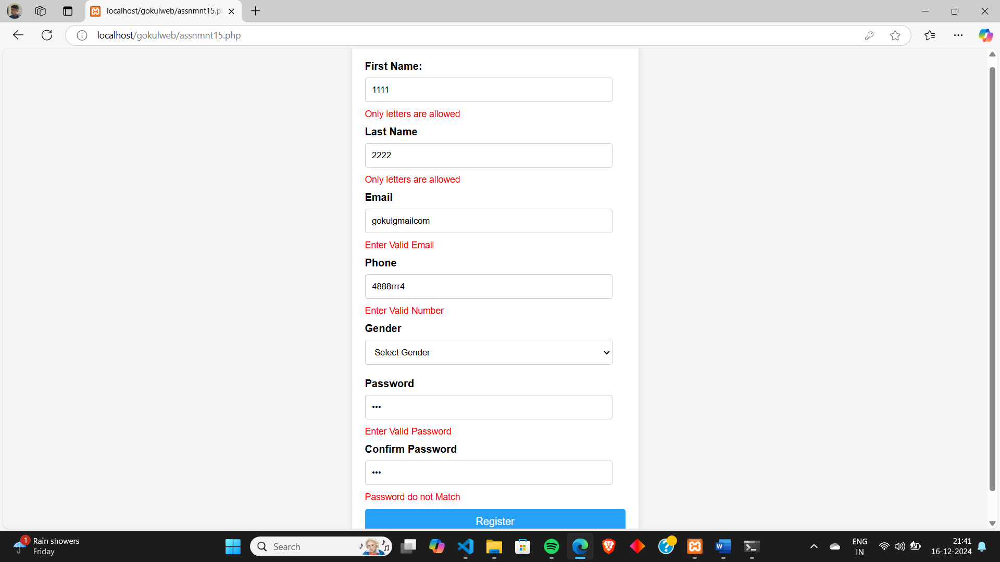 localhost/gokulweb/assnmnt15.p
localhost/gokulweb/assnmnt15.php
First Name:
1111
Only letters are allowed
Last Name
2222
Only letters are allowed
Email
gokulgmailcom
Enter Valid Email
Phone
4888rrr4
Enter Valid Number
Gender
Select Gender
Password
•••
Enter Valid Password
Confirm Password
•••
Password do not Match
Register
1
Rain showers
Friday
Search
ENG
IN
21:41
16-12-2024